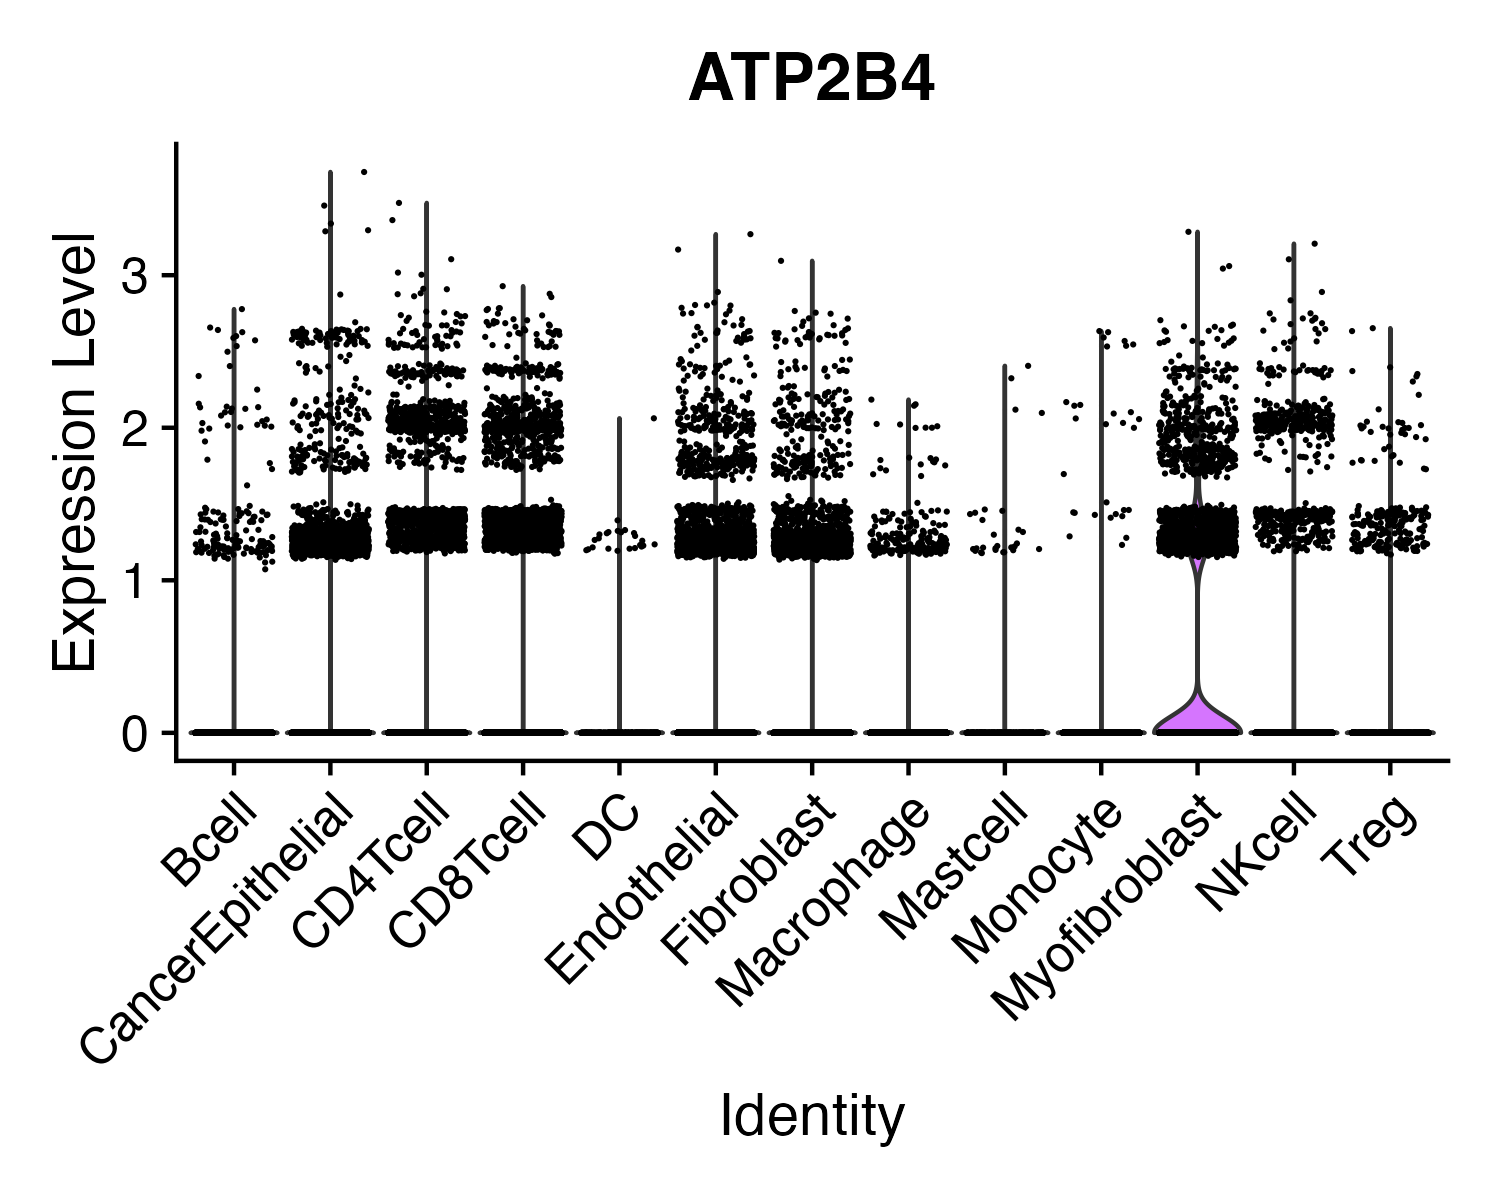 ATP2B4
Expression Level
3
2
1
0
Bcell
CancerEpithelial
CD4Tcell
CD8Tcell
DC
Endothelial
Fibroblast
Macrophage
Mastcell
Monocyte
Myofibroblast
NKcell
Treg
Identity